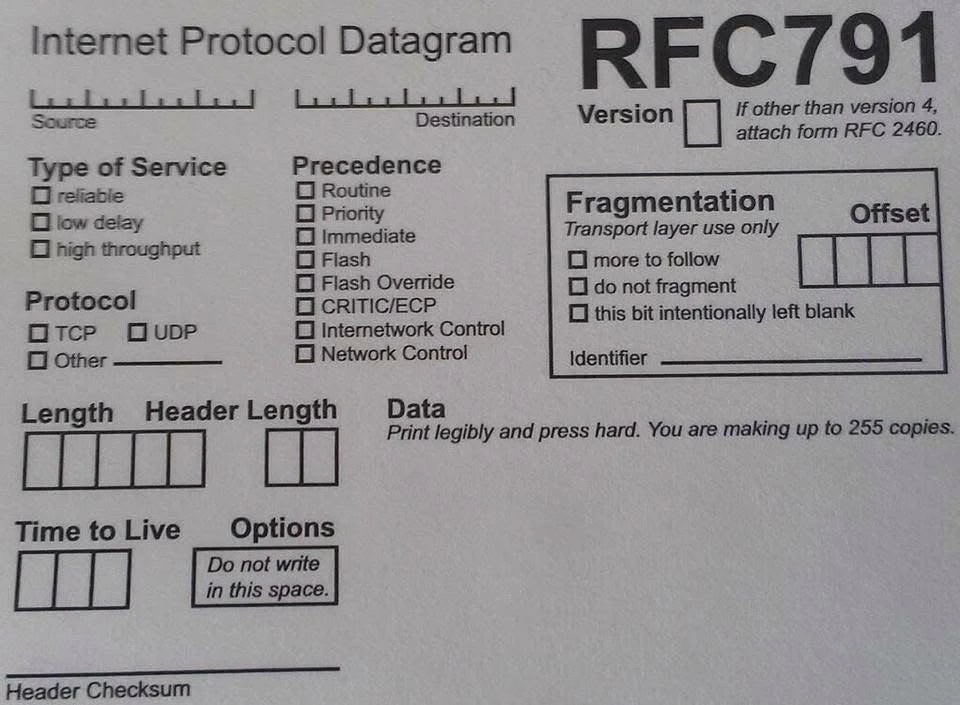 Internet Protocol Datagram
RFC791
Source
Destination
Version
If other than version 4,
attach form RFC 2460.
Type of Service
reliable
low delay
high throughput
Precedence
Routine
Priority
Immediate
Flash
Flash Override
CRITIC/ECP
Internetwork Control
Network Control
Fragmentation
Transport layer use only
Offset
more to follow
do not fragment
this bit intentionally left blank
Identifier
Protocol
TCP UDP
Other
Length Header Length
Data
Print legibly and press hard. You are making up to 255 copies.
Time to Live Options
Do not write
in this space.
Header Checksum